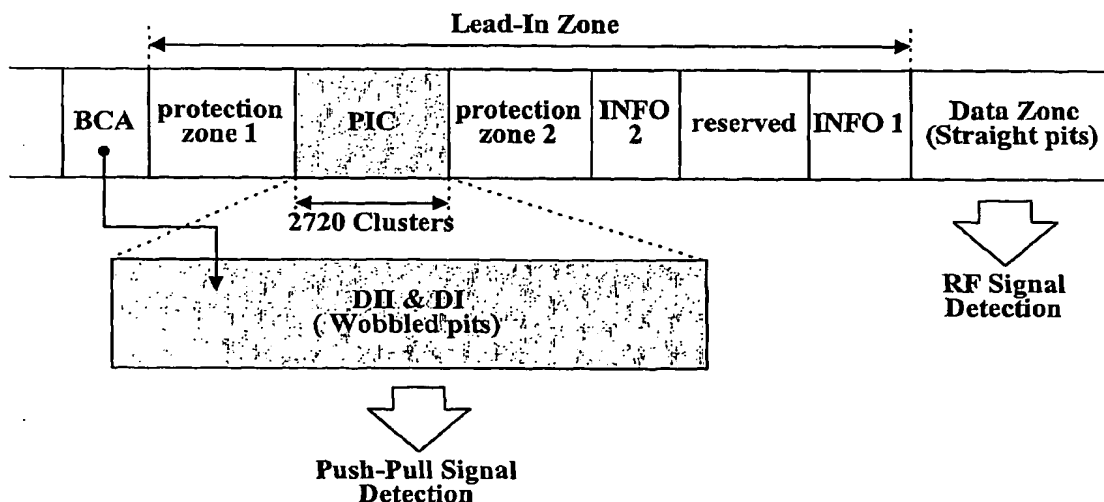 Lead-In Zone
BCA
protection
zone 1
PIC
protection
zone 2
INFO
2
reserved
INFO 1
Data Zone
(Straight pits)
2720 Clusters
DII & DI
( Wobbled pits)
RF Signal
Detection
Push-Pull Signal
Detection